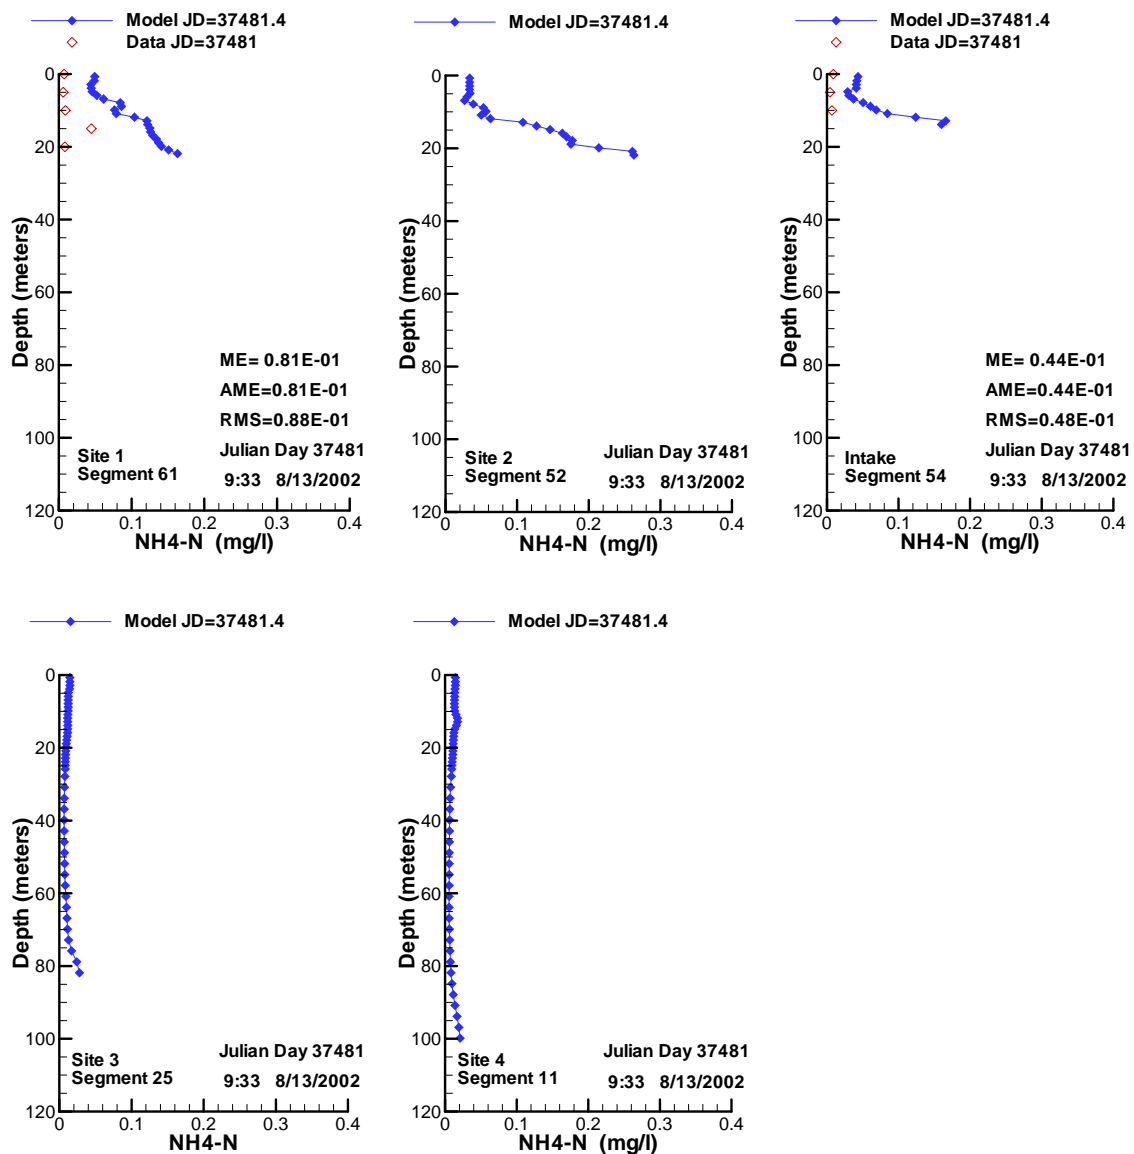 Model JD=37481.4
Data JD=37481
0
20
40
60
80
100
120
Depth (meters)
ME= 0.81E-01
AME=0.81E-01
RMS=0.88E-01
Julian Day 37481
9:33 8/13/2002
Site 1
Segment 61
0 0.1 0.2 0.3 0.4
NH4-N (mg/l)
Model JD=37481.4
0
20
40
60
80
100
120
Depth (meters)
Julian Day 37481
9:33 8/13/2002
Site 2
Segment 52
0 0.1 0.2 0.3 0.4
NH4-N (mg/l)
Model JD=37481.4
Data JD=37481
0
20
40
60
80
100
120
Depth (meters)
ME= 0.44E-01
AME=0.44E-01
RMS=0.48E-01
Julian Day 37481
9:33 8/13/2002
Intake
Segment 54
0 0.1 0.2 0.3 0.4
NH4-N (mg/l)
Model JD=37481.4
0
20
40
60
80
100
120
Depth (meters)
Julian Day 37481
9:33 8/13/2002
Site 3
Segment 25
0 0.1 0.2 0.3 0.4
NH4-N
Model JD=37481.4
0
20
40
60
80
100
120
Depth (meters)
Julian Day 37481
9:33 8/13/2002
Site 4
Segment 11
0 0.1 0.2 0.3 0.4
NH4-N (mg/l)